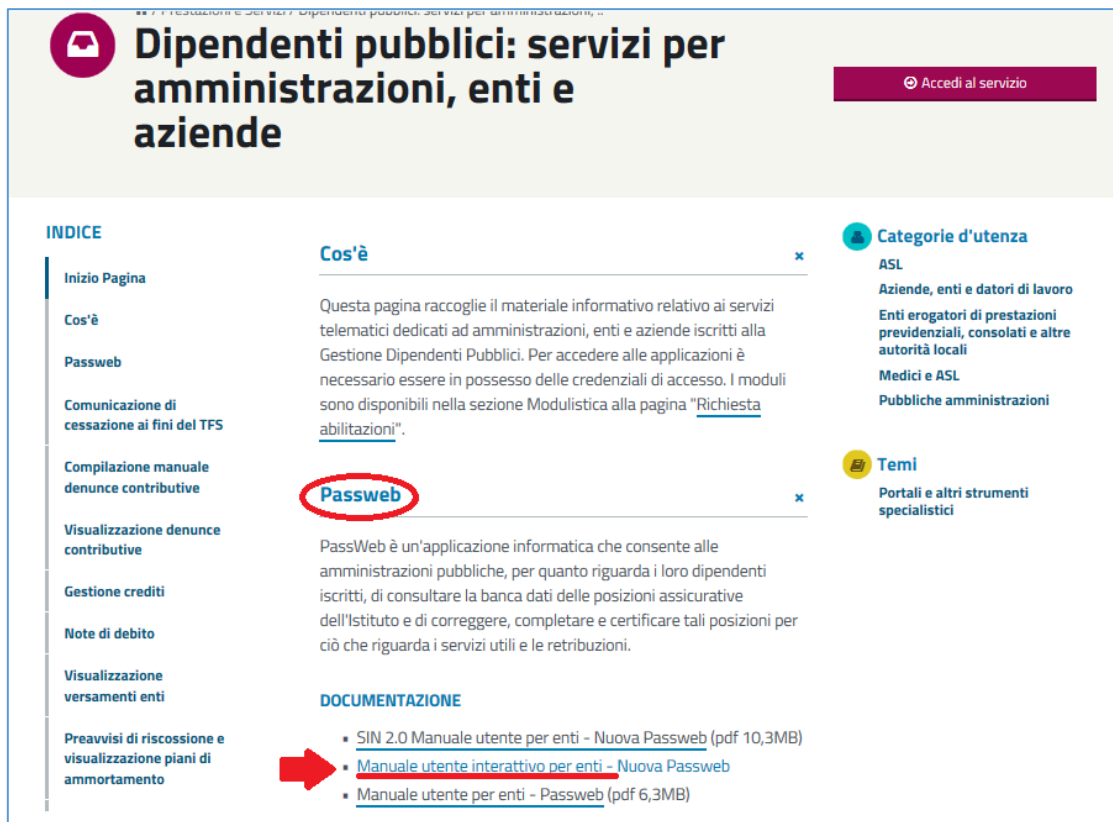 / Prestazioni e Servizi / Dipendenti pubblici: servizi per amministrazioni, ..
Dipendenti pubblici: servizi per
amministrazioni, enti e
aziende
Accedi al servizio
INDICE
Inizio Pagina
Cos'è
Passweb
Comunicazione di
cessazione ai fini del TFS
Compilazione manuale
denunce contributive
Visualizzazione denunce
contributive
Gestione crediti
Note di debito
Visualizzazione
versamenti enti
Preavvisi di riscossione e
visualizzazione piani di
ammortamento
Cos'è
Questa pagina raccoglie il materiale informativo relativo ai servizi
telematici dedicati ad amministrazioni, enti e aziende iscritti alla
Gestione Dipendenti Pubblici. Per accedere alle applicazioni è
necessario essere in possesso delle credenziali di accesso. I moduli
sono disponibili nella sezione Modulistica alla pagina "Richiesta
abilitazioni".
Passweb
PassWeb è un'applicazione informatica che consente alle
amministrazioni pubbliche, per quanto riguarda i loro dipendenti
iscritti, di consultare la banca dati delle posizioni assicurative
dell'Istituto e di correggere, completare e certificare tali posizioni per
ciò che riguarda i servizi utili e le retribuzioni.
DOCUMENTAZIONE
▪ SIN 2.0 Manuale utente per enti - Nuova Passweb (pdf 10,3MB)
▪ Manuale utente interattivo per enti - Nuova Passweb
▪ Manuale utente per enti - Passweb (pdf 6,3MB)
Categorie d'utenza
ASL
Aziende, enti e datori di lavoro
Enti erogatori di prestazioni
previdenziali, consolati e altre
autorità locali
Medici e ASL
Pubbliche amministrazioni
Temi
Portali e altri strumenti
specialistici